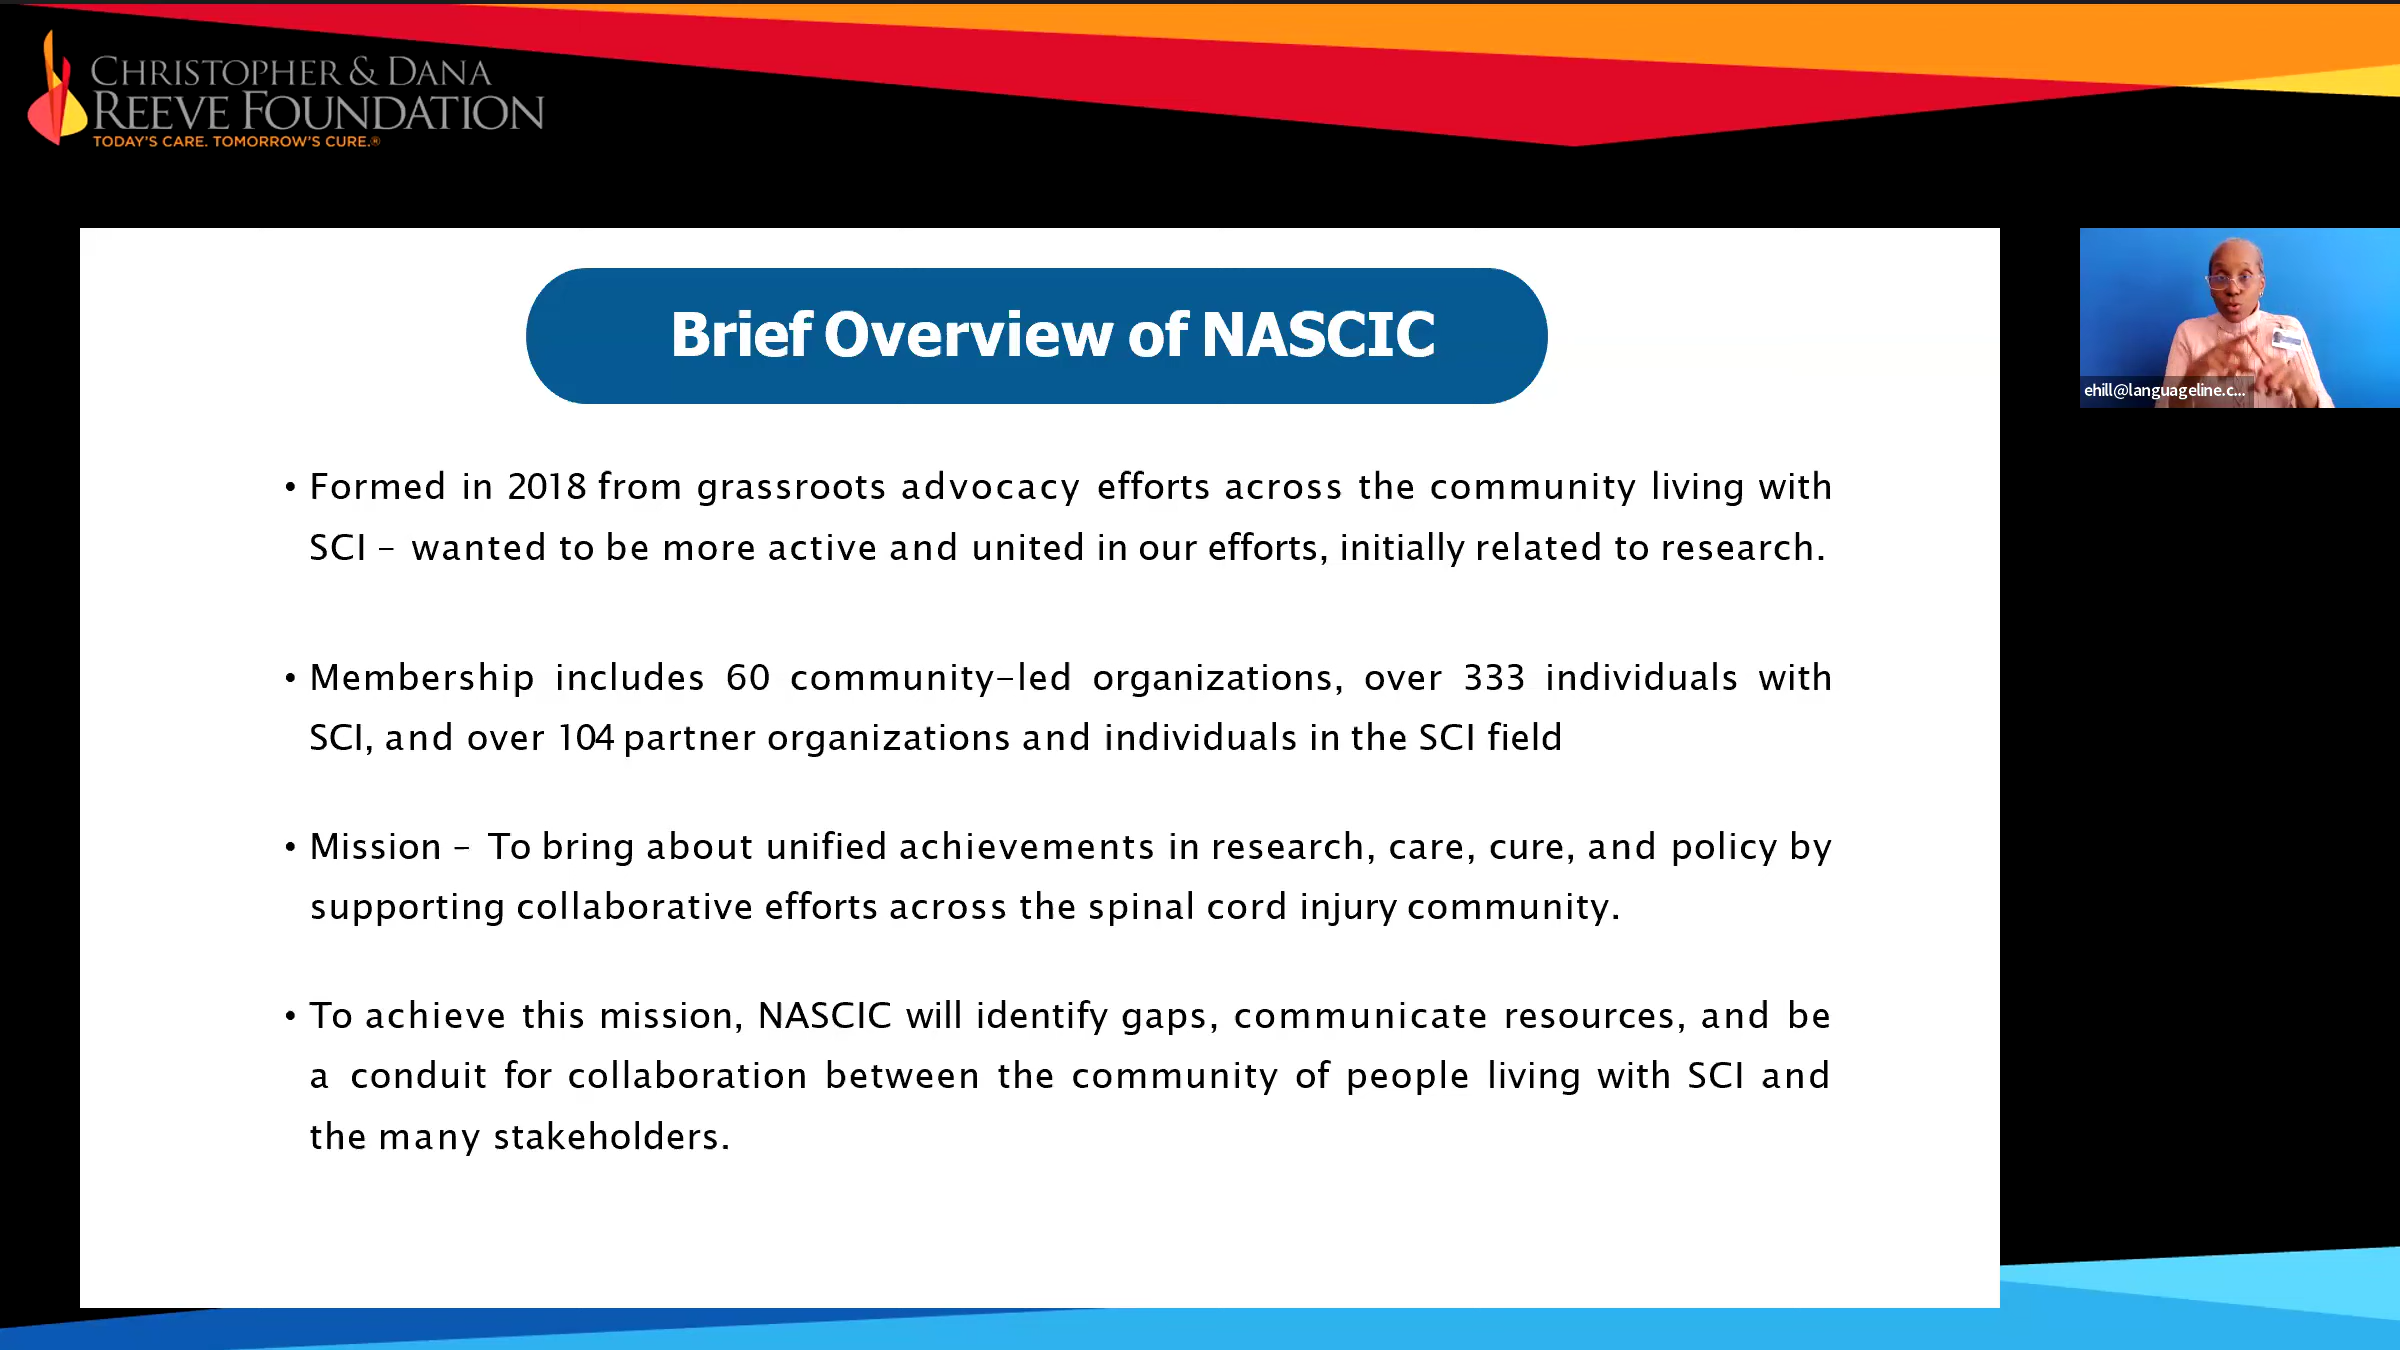 CHRISTOPHER & DANA
REEVE FOUNDATION
TODAY'S CARE. TOMORROW'S CURE.®
Brief Overview of NASCIC
• Formed in 2018 from grassroots advocacy efforts across the community living with
SCI – wanted to be more active and united in our efforts, initially related to research.
• Membership includes 60 community-led organizations, over 333 individuals with
SCI, and over 104 partner organizations and individuals in the SCI field
• Mission – To bring about unified achievements in research, care, cure, and policy by
supporting collaborative efforts across the spinal cord injury community.
• To achieve this mission, NASCIC will identify gaps, communicate resources, and be
a conduit for collaboration between the community of people living with SCI and
the many stakeholders.
ehill@languageline.c...